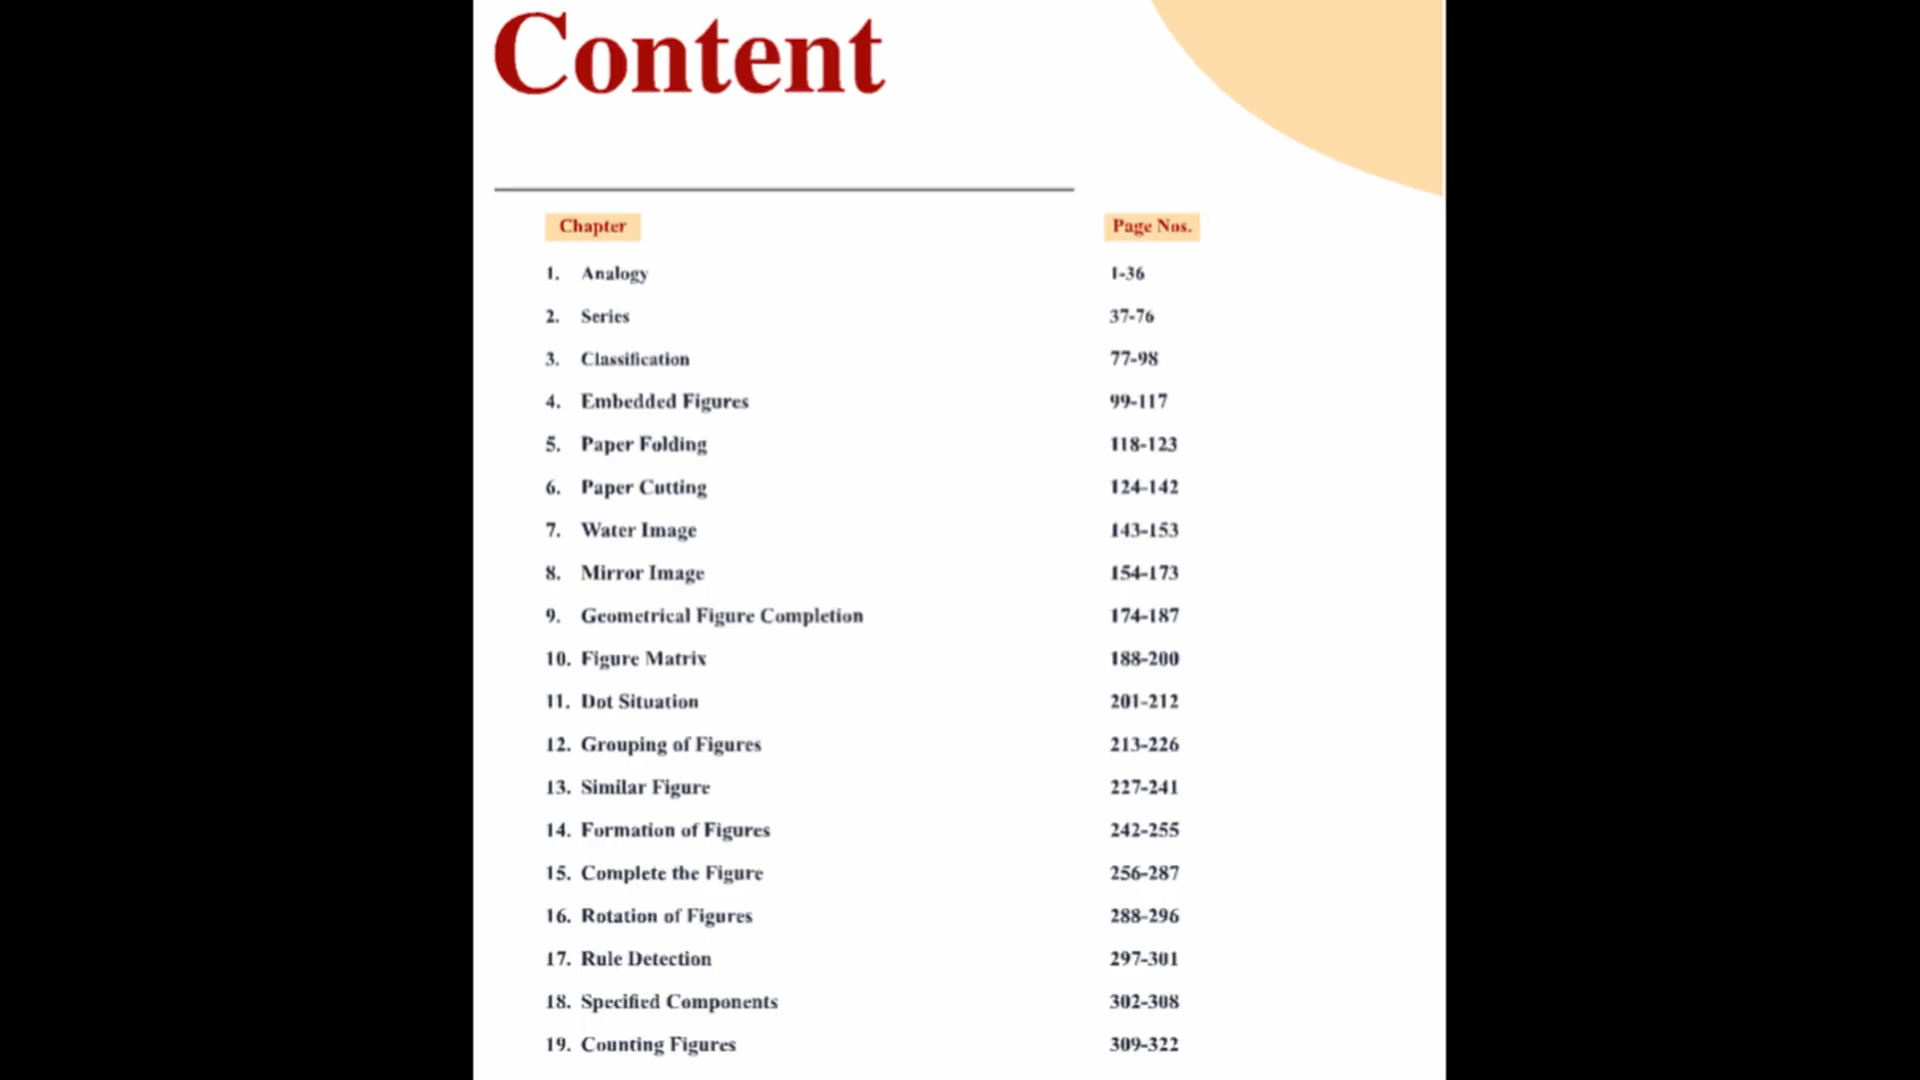 Content
Chapter Page Nos.
1. Analogy 1-36
2. Series 37-76
3. Classification 77-98
4. Embedded Figures 99-117
5. Paper Folding 118-123
6. Paper Cutting 124-142
7. Water Image 143-153
8. Mirror Image 154-173
9. Geometrical Figure Completion 174-187
10. Figure Matrix 188-200
11. Dot Situation 201-212
12. Grouping of Figures 213-226
13. Similar Figure 227-241
14. Formation of Figures 242-255
15. Complete the Figure 256-287
16. Rotation of Figures 288-296
17. Rule Detection 297-301
18. Specified Components 302-308
19. Counting Figures 309-322